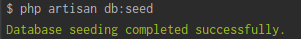 $ php artisan db:seed
Database seeding completed successfully.